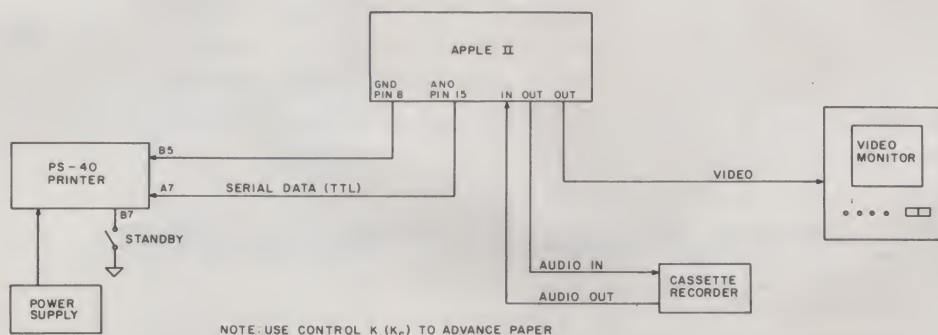 APPLE II
GND ANO
PIN 8 PIN 15 IN OUT OUT
B5
PS-40
PRINTER
A7 SERIAL DATA (TTL)
VIDEO
VIDEO
MONITOR
B7
STANDBY
AUDIO IN
CASSETTE
RECORDER
AUDIO OUT
POWER
SUPPLY
NOTE: USE CONTROL K (Kc) TO ADVANCE PAPER